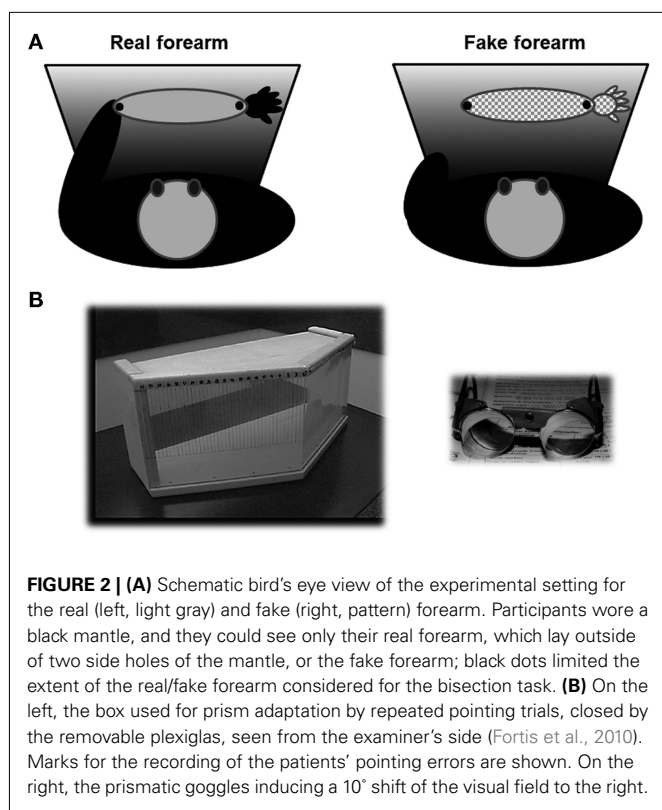 A
Real forearm
Fake forearm
B
FIGURE 2 | (A) Schematic bird's eye view of the experimental setting for
the real (left, light gray) and fake (right, pattern) forearm. Participants wore a
black mantle, and they could see only their real forearm, which lay outside
of two side holes of the mantle, or the fake forearm; black dots limited the
extent of the real/fake forearm considered for the bisection task. (B) On the
left, the box used for prism adaptation by repeated pointing trials, closed by
the removable plexiglas, seen from the examiner's side (Fortis et al., 2010).
Marks for the recording of the patients' pointing errors are shown. On the
right, the prismatic goggles inducing a 10˚ shift of the visual field to the right.